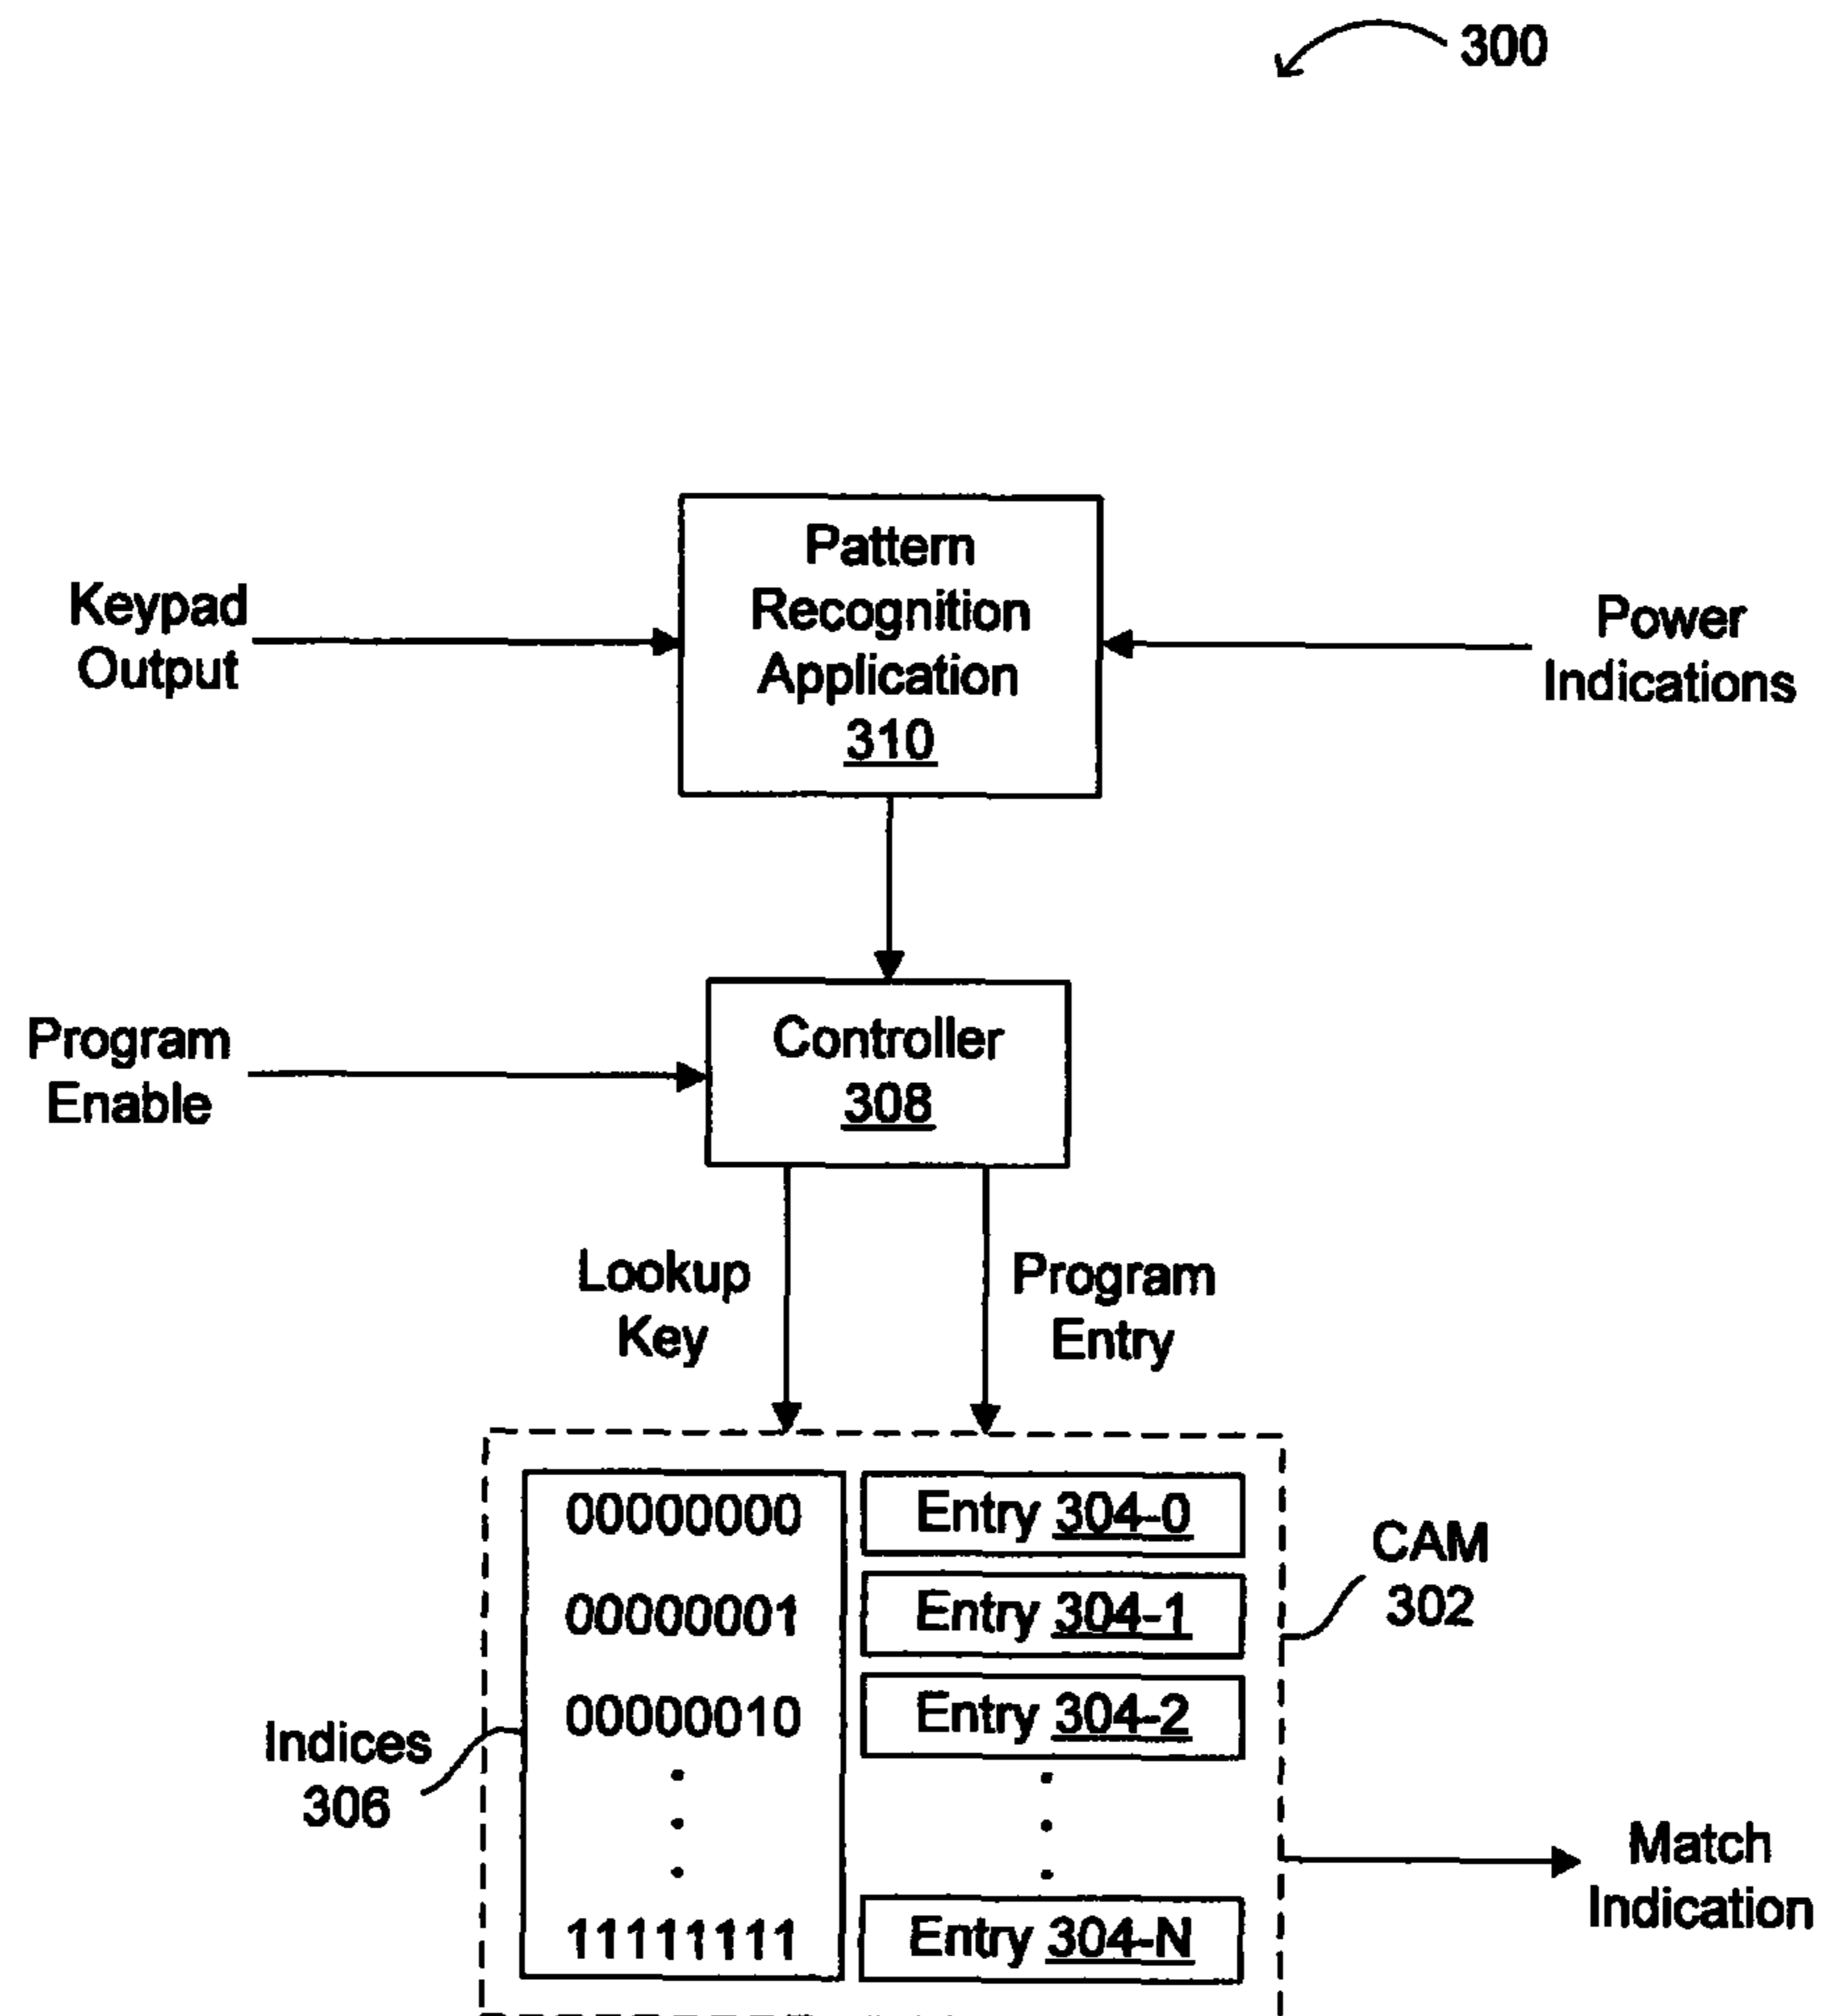 300
Pattern
Recognition
Application
310
Keypad
Output
Power
Indications
Program
Enable
Controller
308
Lookup
Key
Program
Entry
00000000
Entry 304-0
00000001
Entry 304-1
00000010
Entry 304-2
11111111
Entry 304-N
CAM
302
Indices
306
Match
Indication